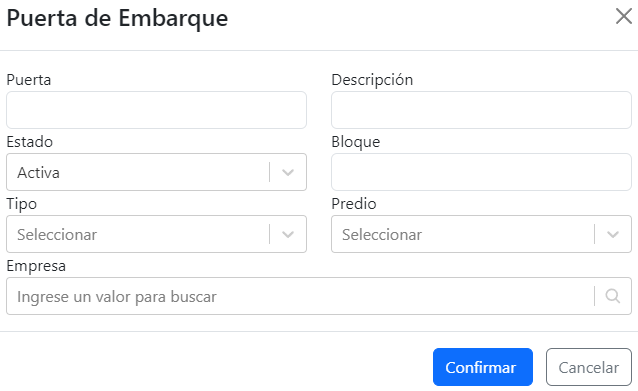 Puerta de Embarque
Puerta Descripción
Estado Bloque
Activa
Tipo Predio
Seleccionar Seleccionar
Empresa
Ingrese un valor para buscar
Confirmar Cancelar